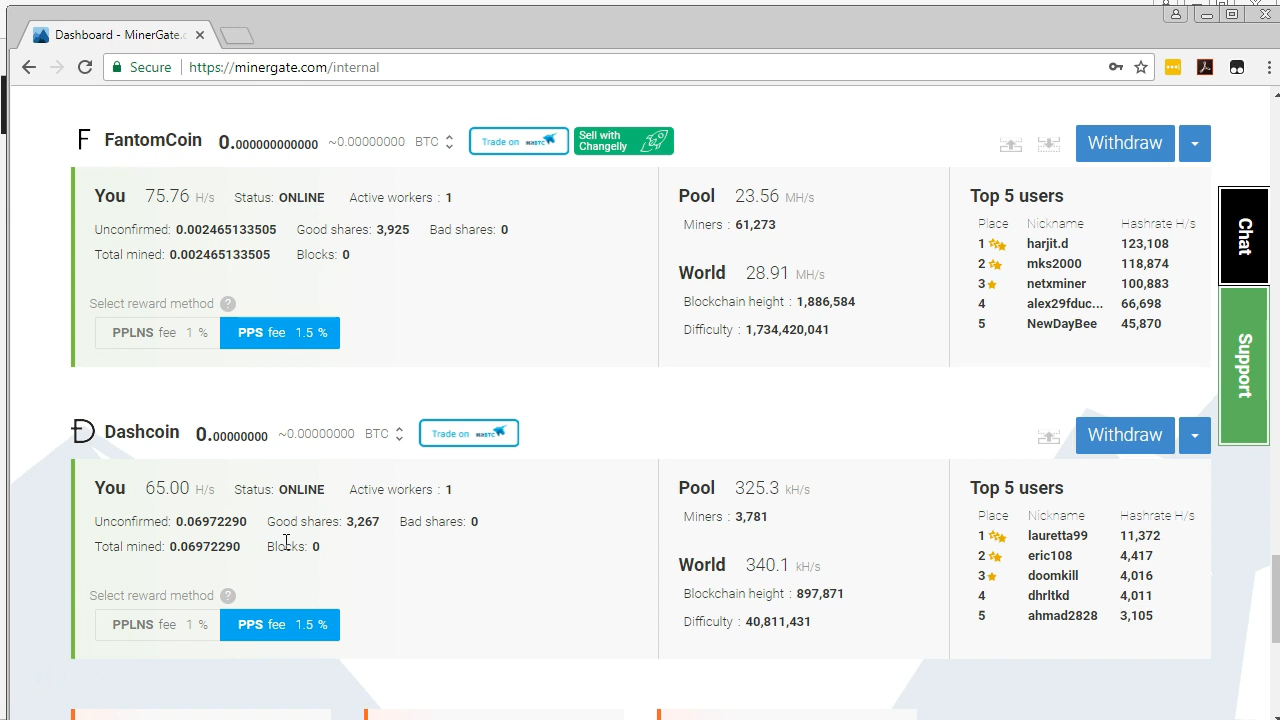 Dashboard - MinerGate.c
Secure https://minergate.com/internal
FantomCoin 0.000000000000 ~0.00000000 BTC Trade on Sell with Changelly Withdraw
You 75.76 H/s Status: ONLINE Active workers : 1
Unconfirmed: 0.002465133505 Good shares: 3,925 Bad shares: 0
Total mined: 0.002465133505 Blocks: 0
Select reward method ?
PPLNS fee 1 % PPS fee 1.5 %
Pool 23.56 MH/s
Miners : 61,273
World 28.91 MH/s
Blockchain height : 1,886,584
Difficulty : 1,734,420,041
Top 5 users
Place Nickname Hashrate H/s
1 harjit.d 123,108
2 mks2000 118,874
3 netxminer 100,883
4 alex29fduc... 66,698
5 NewDayBee 45,870
Chat
Support
Dashcoin 0.00000000 ~0.00000000 BTC Trade on Withdraw
You 65.00 H/s Status: ONLINE Active workers : 1
Unconfirmed: 0.06972290 Good shares: 3,267 Bad shares: 0
Total mined: 0.06972290 Blocks: 0
Select reward method ?
PPLNS fee 1 % PPS fee 1.5 %
Pool 325.3 kH/s
Miners : 3,781
World 340.1 kH/s
Blockchain height : 897,871
Difficulty : 40,811,431
Top 5 users
Place Nickname Hashrate H/s
1 lauretta99 11,372
2 eric108 4,417
3 doomkill 4,016
4 dhrltkd 4,011
5 ahmad2828 3,105